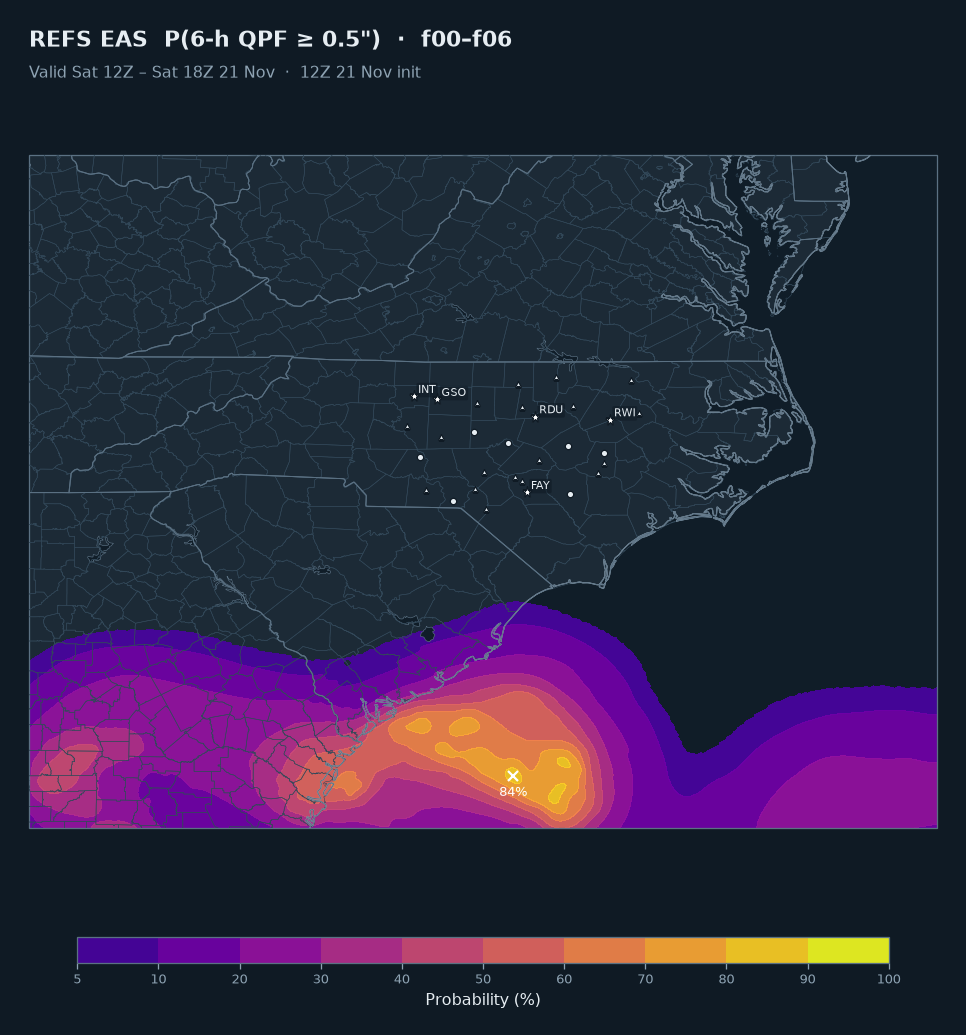 REFS EAS  P(6-h QPF ≥ 0.5")  ·  f00–f06
Valid Sat 12Z – Sat 18Z 21 Nov  ·  12Z 21 Nov init
INT
GSO
RDU
RWI
FAY
84%
5 10 20 30 40 50 60 70 80 90 100
Probability (%)